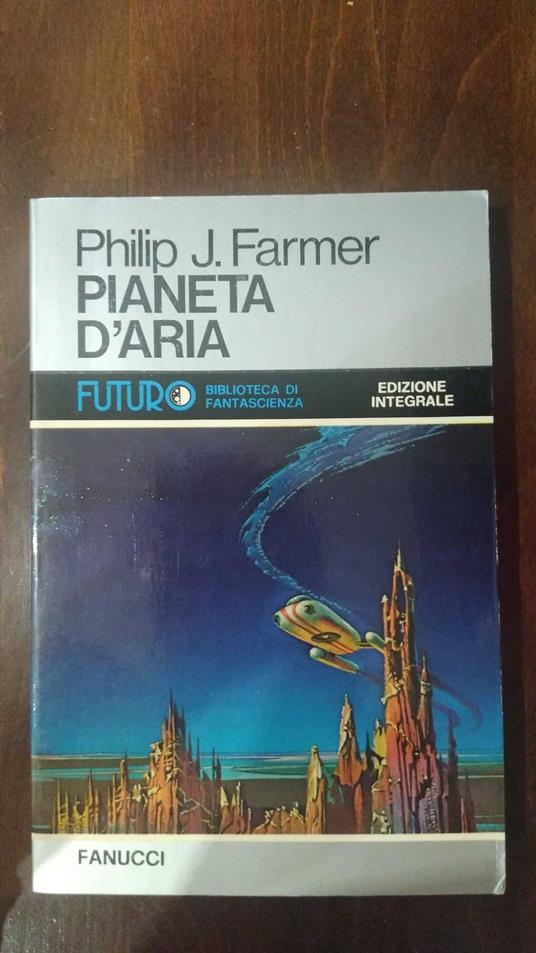 Philip J. Farmer
PIANETA
D'ARIA
FUTURO
BIBLIOTECA DI
FANTASCIENZA
EDIZIONE
INTEGRALE
FANUCCI